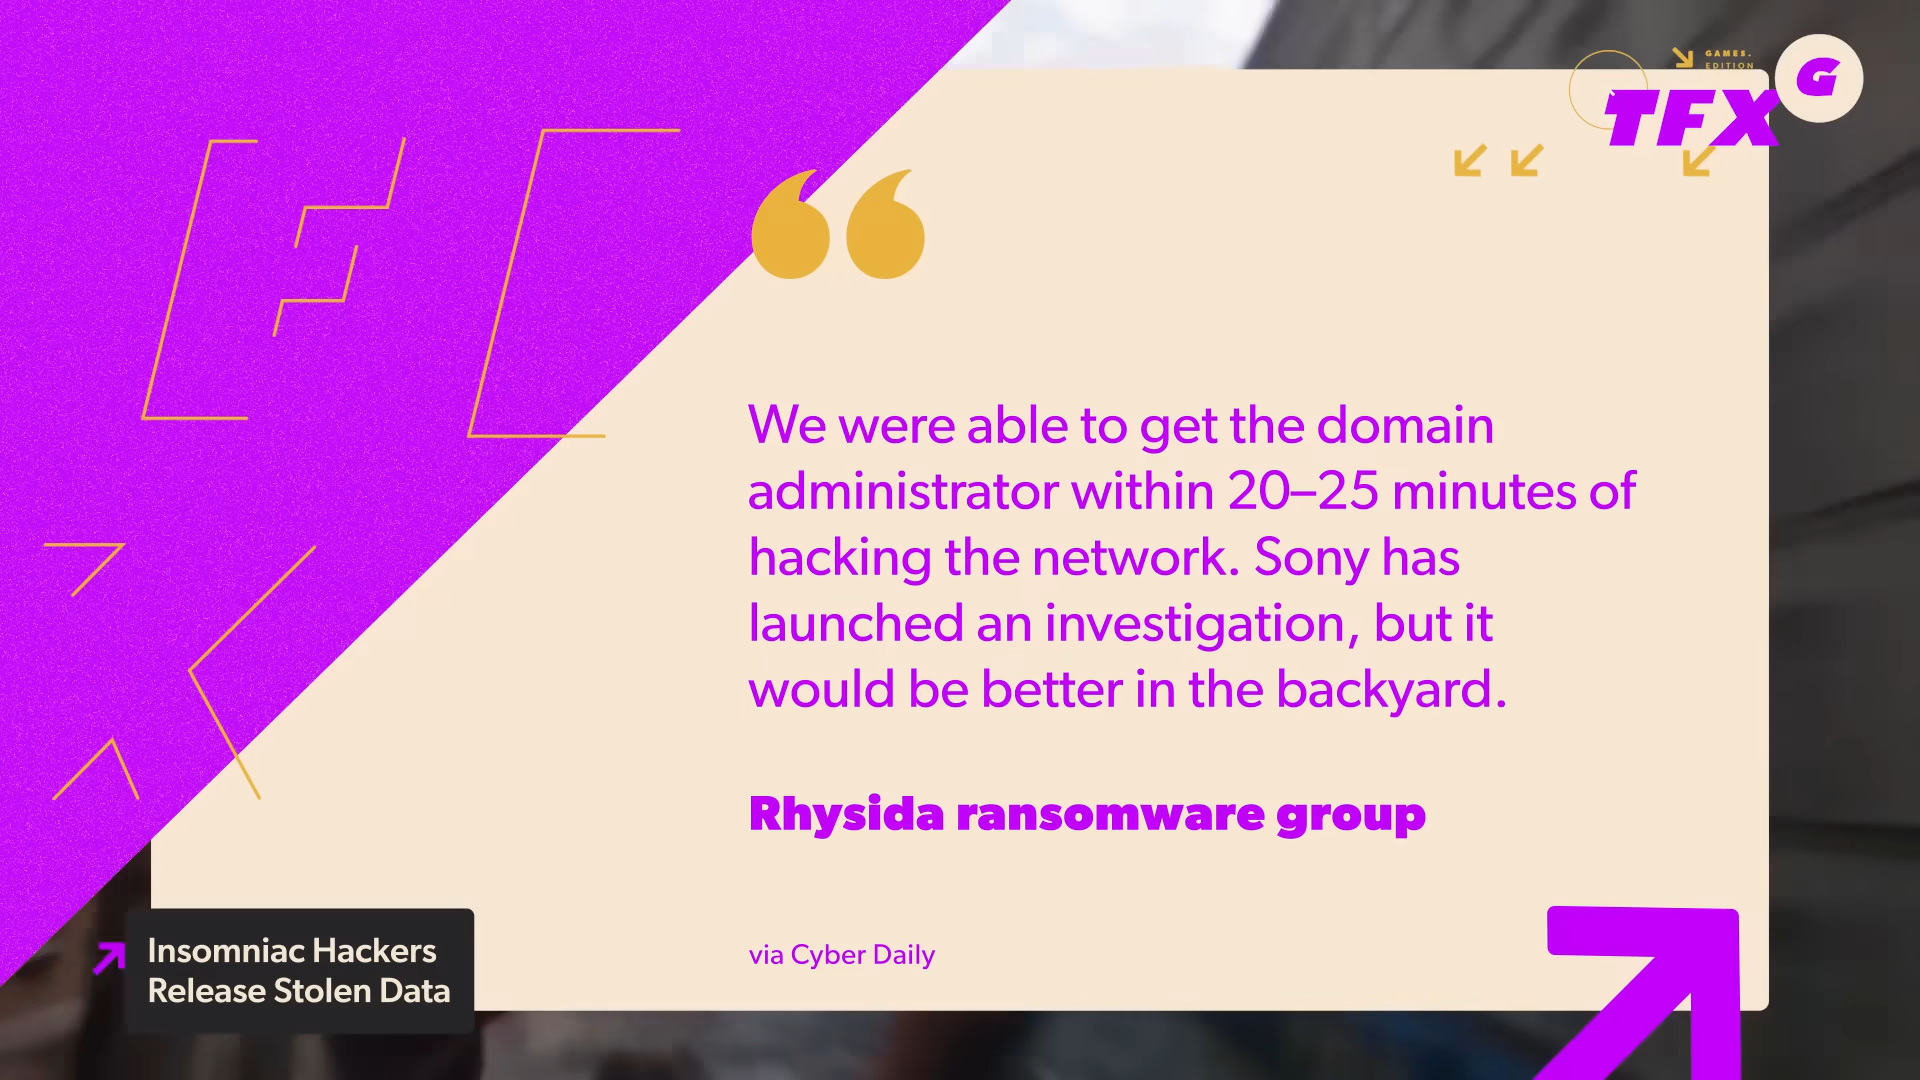 GAMES.
EDITION
TFX
G
We were able to get the domain
administrator within 20–25 minutes of
hacking the network. Sony has
launched an investigation, but it
would be better in the backyard.
Rhysida ransomware group
via Cyber Daily
Insomniac Hackers
Release Stolen Data